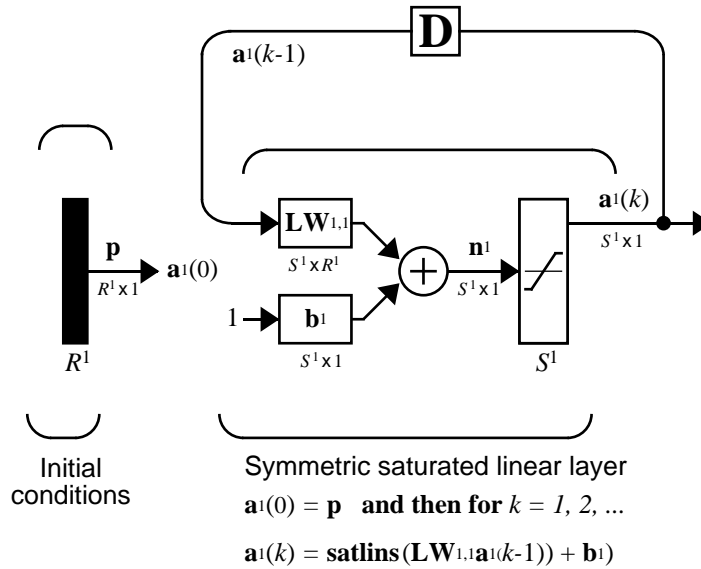 D
a1(k-1)
a1(k)
S1 x 1
LW1,1
S1 x R1
p
R1 x 1
a1(0)
n1
S1 x 1
1
b1
S1 x 1
R1
S1
Initial
conditions
Symmetric saturated linear layer
a1(0) = p and then for k = 1, 2, ...
a1(k) = satlins (LW1,1a1(k-1)) + b1)